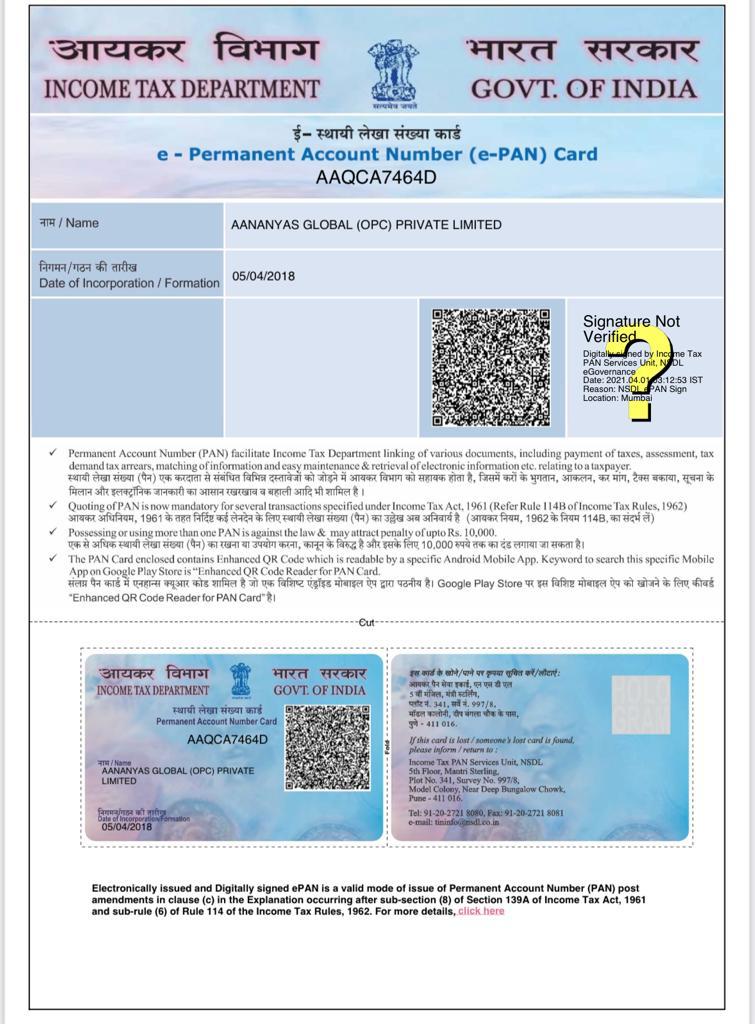 आयकर विभाग
INCOME TAX DEPARTMENT
सत्यमेव जयते
भारत सरकार
GOVT. OF INDIA
ई- स्थायी लेखा संख्या कार्ड
e - Permanent Account Number (e-PAN) Card
AAQCA7464D
नाम / Name
AANANYAS GLOBAL (OPC) PRIVATE LIMITED
निगमन/गठन की तारीख
Date of Incorporation / Formation
05/04/2018
Signature Not
Verified
Digitally signed by Income Tax
PAN Services Unit, NSDL
eGovernance
Date: 2021.04.01 03:12:53 IST
Reason: NSDL ePAN Sign
Location: Mumbai
?
✓ Permanent Account Number (PAN) facilitate Income Tax Department linking of various documents, including payment of taxes, assessment, tax
demand tax arrears, matching of information and easy maintenance & retrieval of electronic information etc. relating to a taxpayer.
स्थायी लेखा संख्या (पैन) एक करदाता से संबंधित विभिन्न दस्तावेजों को जोड़ने में आयकर विभाग को सहायक होता है, जिसमें करों के भुगतान, आकलन, कर मांग, टैक्स बकाया, सूचना के
मिलान और इलक्ट्रॉनिक जानकारी का आसान रखरखाव व बहाली आदि भी शामिल है ।
✓ Quoting of PAN is now mandatory for several transactions specified under Income Tax Act, 1961 (Refer Rule 114B of Income Tax Rules, 1962)
आयकर अधिनियम, 1961 के तहत निर्दिष्ट कई लेनदेन के लिए स्थायी लेखा संख्या (पैन) का उल्लेख अब अनिवार्य है (आयकर नियम, 1962 के नियम 114B, का संदर्भ लें)
✓ Possessing or using more than one PAN is against the law & may attract penalty of upto Rs. 10,000.
एक से अधिक स्थायी लेखा संख्या (पैन) का रखना या उपयोग करना, कानून के विरुद्ध है और इसके लिए 10,000 रुपये तक का दंड लगाया जा सकता है।
✓ The PAN Card enclosed contains Enhanced QR Code which is readable by a specific Android Mobile App. Keyword to search this specific Mobile
App on Google Play Store is "Enhanced QR Code Reader for PAN Card.
संलग्न पैन कार्ड में एनहान्स क्यूआर कोड शामिल है जो एक विशिष्ट एंड्रॉइड मोबाइल ऐप द्वारा पठनीय है। Google Play Store पर इस विशिष्ट मोबाइल ऐप को खोजने के लिए कीवर्ड
"Enhanced QR Code Reader for PAN Card" है।
Cut
आयकर विभाग
INCOME TAX DEPARTMENT
भारत सरकार
GOVT. OF INDIA
स्थायी लेखा संख्या कार्ड
Permanent Account Number Card
AAQCA7464D
नाम / Name
AANANYAS GLOBAL (OPC) PRIVATE
LIMITED
निगमन/गठन की तारीख
Date of Incorporation/Formation
05/04/2018
Fold
इस कार्ड के खोने/पाने पर कृपया सूचित करें/लौटाएं:
आयकर पैन सेवा इकाई, एन एस डी एल
5 वीं मंजिल, मंत्री स्टर्लिंग,
प्लॉट नं. 341, सर्वे नं. 997/8,
मॉडल कालोनी, दीप बंगला चौक के पास,
पुणे - 411 016.
If this card is lost / someone's lost card is found,
please inform / return to :
Income Tax PAN Services Unit, NSDL
5th Floor, Mantri Sterling,
Plot No. 341, Survey No. 997/8,
Model Colony, Near Deep Bungalow Chowk,
Pune - 411 016.
Tel: 91-20-2721 8080, Fax: 91-20-2721 8081
e-mail: tininfo@nsdl.co.in
Electronically issued and Digitally signed ePAN is a valid mode of issue of Permanent Account Number (PAN) post
amendments in clause (c) in the Explanation occurring after sub-section (8) of Section 139A of Income Tax Act, 1961
and sub-rule (6) of Rule 114 of the Income Tax Rules, 1962. For more details, click here